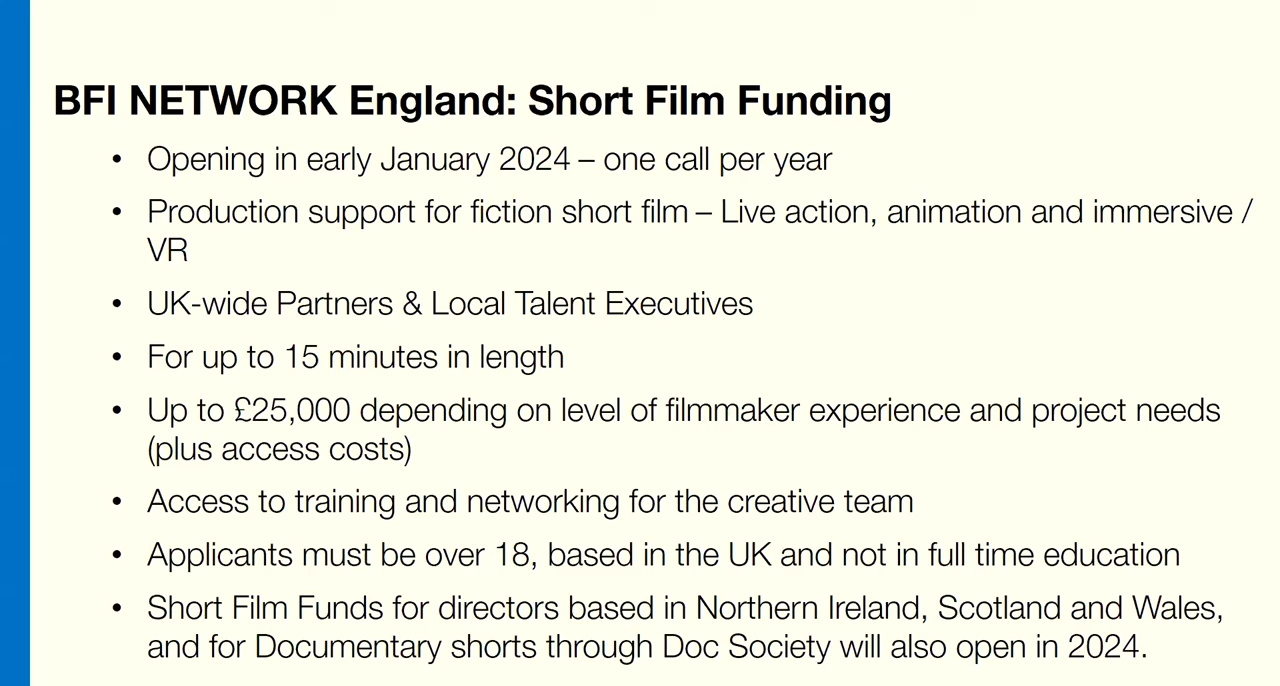 BFI NETWORK England: Short Film Funding
• Opening in early January 2024 – one call per year
• Production support for fiction short film – Live action, animation and immersive /
VR
• UK-wide Partners & Local Talent Executives
• For up to 15 minutes in length
• Up to £25,000 depending on level of filmmaker experience and project needs
(plus access costs)
• Access to training and networking for the creative team
• Applicants must be over 18, based in the UK and not in full time education
• Short Film Funds for directors based in Northern Ireland, Scotland and Wales,
and for Documentary shorts through Doc Society will also open in 2024.